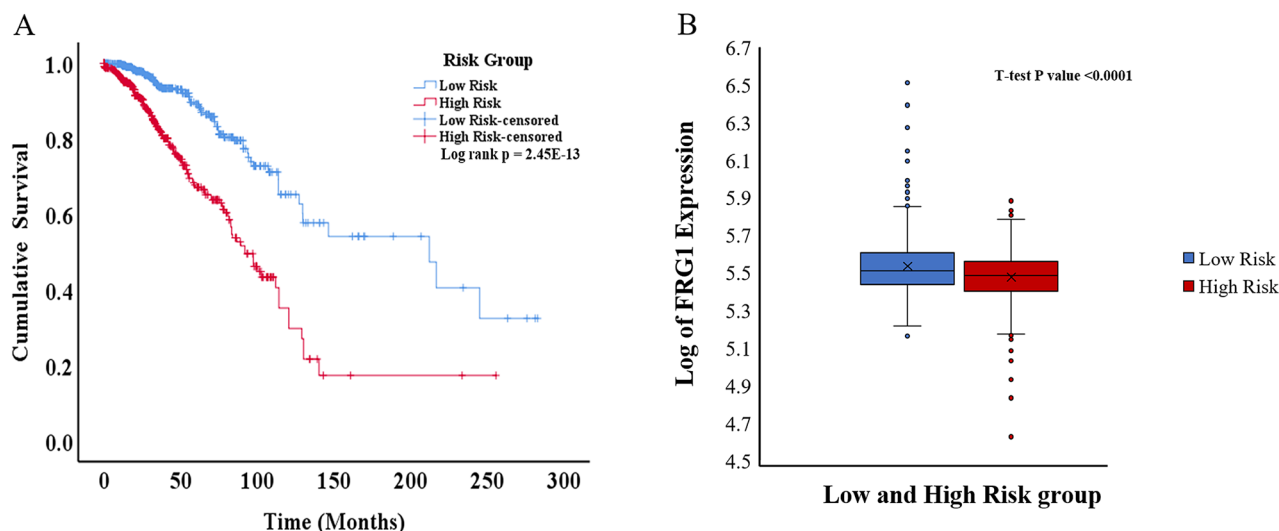 A
Cumulative Survival
1.0
0.8
0.6
0.4
0.2
0.0
0 50 100 150 200 250 300
Time (Months)
Risk Group
Low Risk
High Risk
Low Risk-censored
High Risk-censored
Log rank p = 2.45E-13
B
Log of FRG1 Expression
6.7
6.5
6.3
6.1
5.9
5.7
5.5
5.3
5.1
4.9
4.7
4.5
T-test P value <0.0001
Low Risk
High Risk
Low and High Risk group